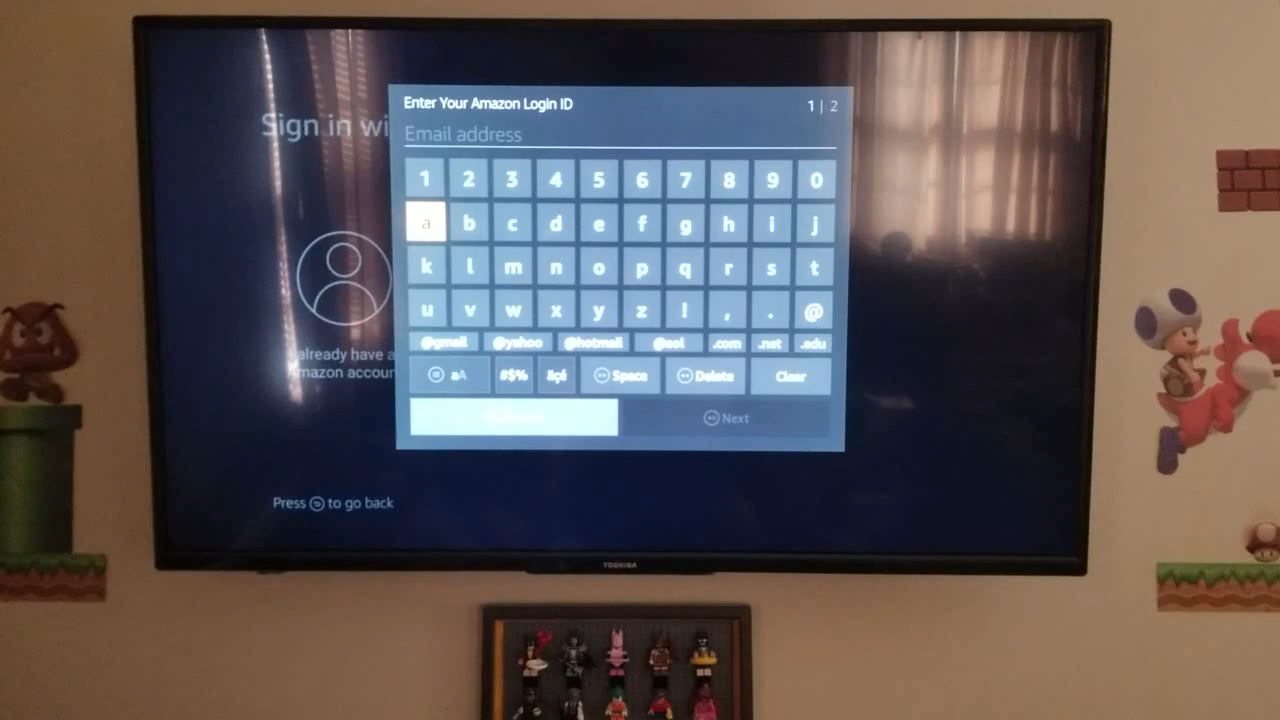 Enter Your Amazon Login ID
1 | 2
Sign in wi
Email address
1 2 3 4 5 6 7 8 9 0
a b c d e f g h i j
k l m n o p q r s t
u v w x y z ! , . @
@gmail @yahoo @hotmail @aol .com .net .edu
already have a
mazon accoun
aA #$% äçé Space Delete Clear
Next
Press to go back
TOSHIBA